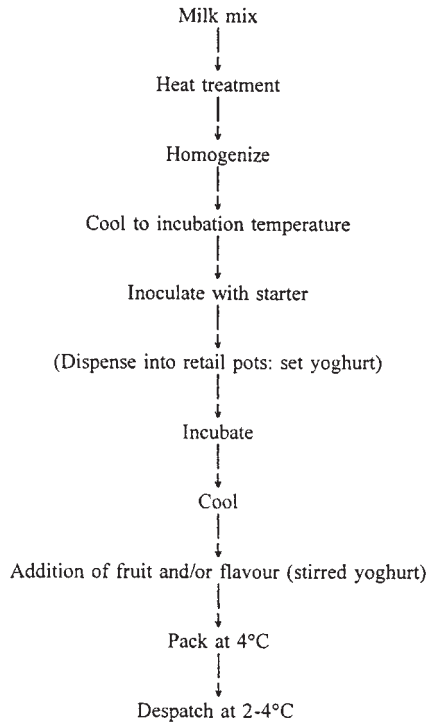 Milk mix
Heat treatment
Homogenize
Cool to incubation temperature
Inoculate with starter
(Dispense into retail pots: set yoghurt)
Incubate
Cool
Addition of fruit and/or flavour (stirred yoghurt)
Pack at 4°C
Despatch at 2-4°C